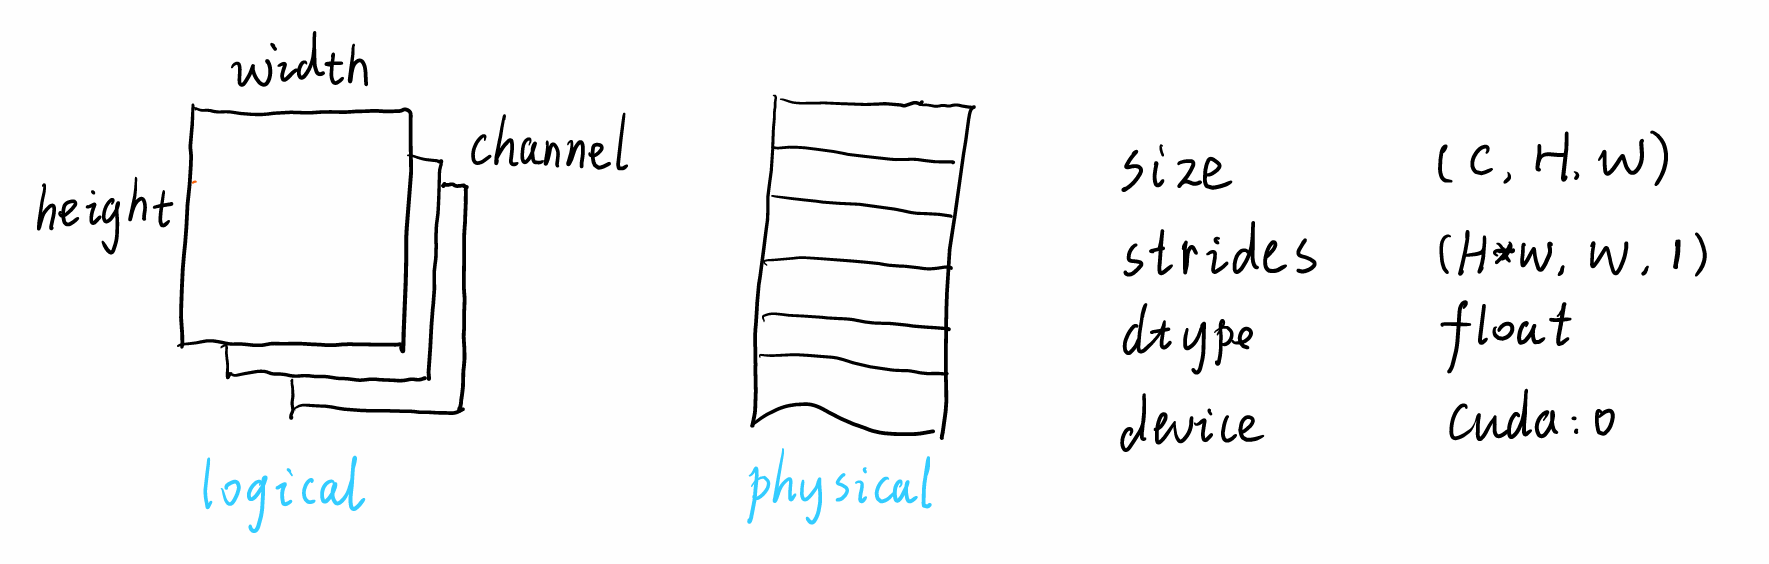 width
channel
height
logical
physical
size (C, H, W)
strides (H*W, W, 1)
dtype float
device cuda:0